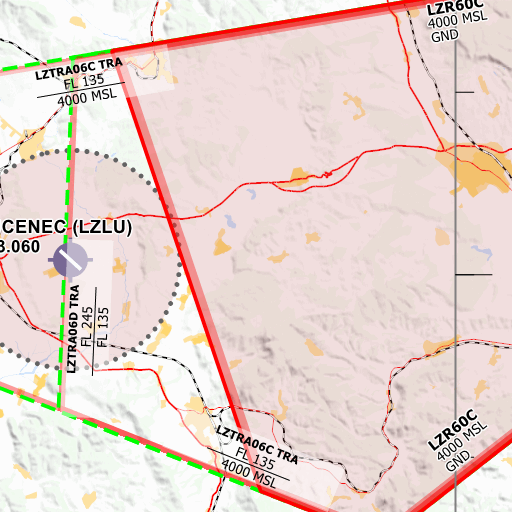 LZR60C
4000 MSL
GND
LZTRA06C TRA
FL 135
4000 MSL
CENEC (LZLU)
3.060
LZTRA06D TRA
FL 245
FL 135
LZTRA06C TRA
FL 135
4000 MSL
LZR60C
4000 MSL
GND